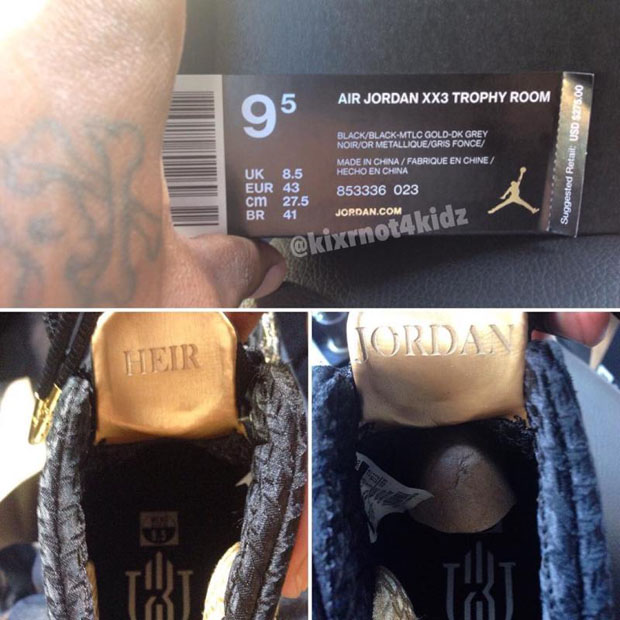 9⁵
AIR JORDAN XX3 TROPHY ROOM
BLACK/BLACK-MTLC GOLD-DK GREY
NOIR/OR METALLIQUE/GRIS FONCE/
MADE IN CHINA / FABRIQUE EN CHINE /
HECHO EN CHINA
853336 023
JORDAN.COM
UK 8.5
EUR 43
cm 27.5
BR 41
Suggested Retail: USD $275.00
@kixrnot4kidz
HEIR
JORDAN